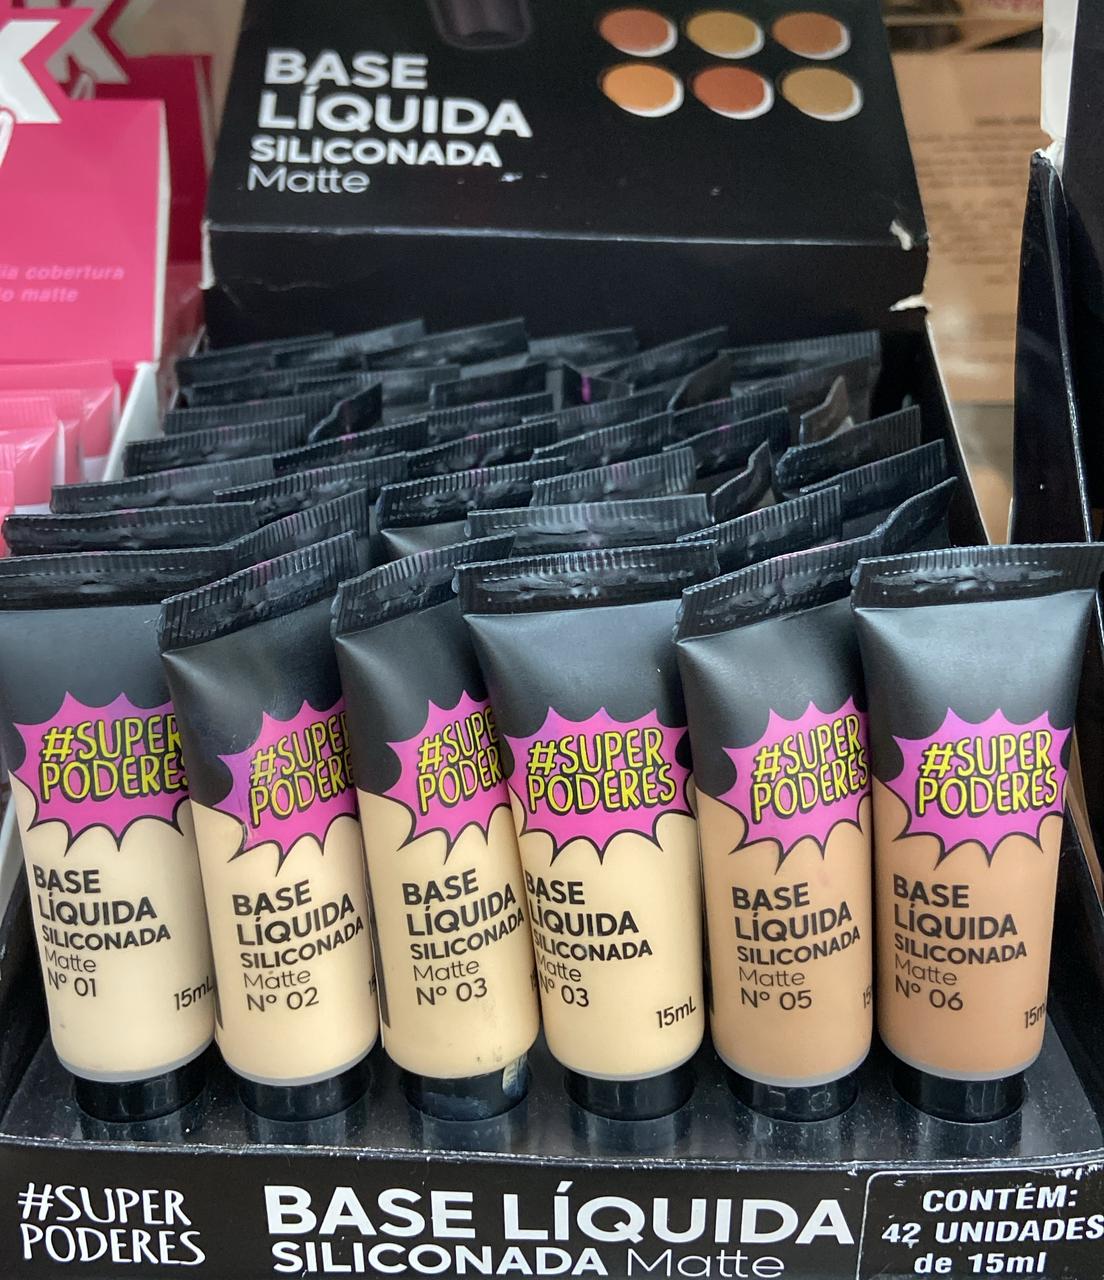 BASE
LÍQUIDA
SILICONADA
Matte
cobertura
matte
#SUPER
PODERES
BASE
LÍQUIDA
SILICONADA
Matte
Nº 01
15mL
#SUPER
PODERES
BASE
LÍQUIDA
SILICONADA
Matte
Nº 02
#SUPER
PODERES
BASE
LÍQUIDA
SILICONADA
Matte
Nº 03
#SUPER
PODERES
BASE
LÍQUIDA
SILICONADA
Matte
Nº 03
15mL
#SUPER
PODERES
BASE
LÍQUIDA
SILICONADA
Matte
Nº 05
#SUPER
PODERES
BASE
LÍQUIDA
SILICONADA
Matte
Nº 06
15mL
#SUPER
PODERES
BASE LÍQUIDA
SILICONADA Matte
CONTÉM:
42 UNIDADES
de 15ml